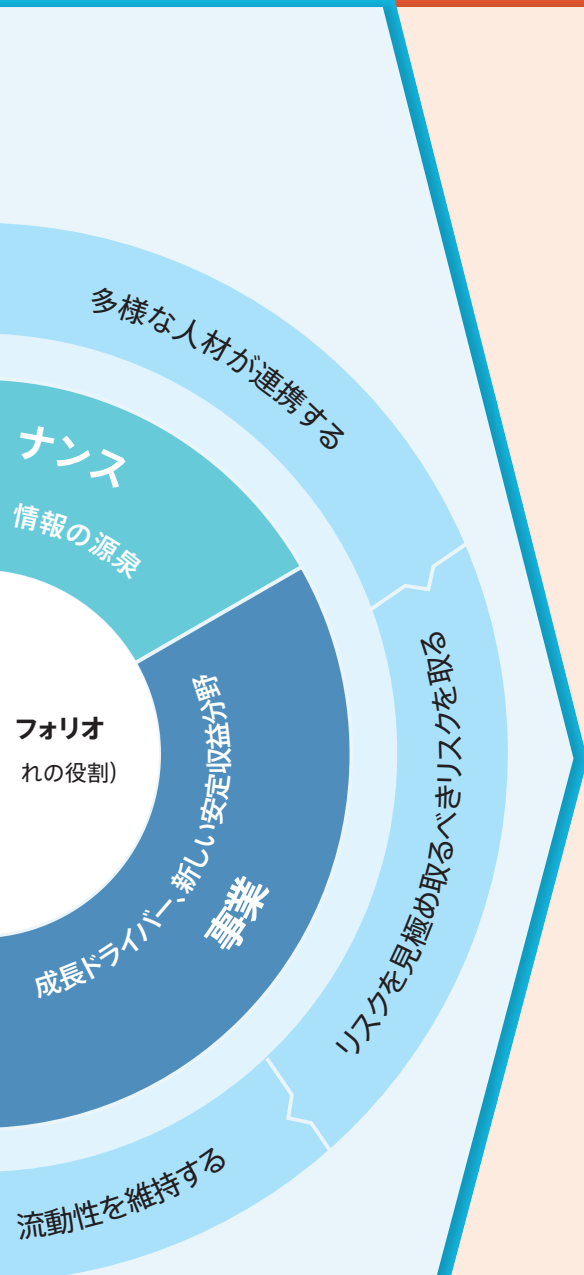 多様な人材が連携する
ナンス
情報の源泉
リスクを見極め取るべきリスクを取る
フォリオ
れの役割)
成長ドライバー、新しい安定収益分野
事業
流動性を維持する